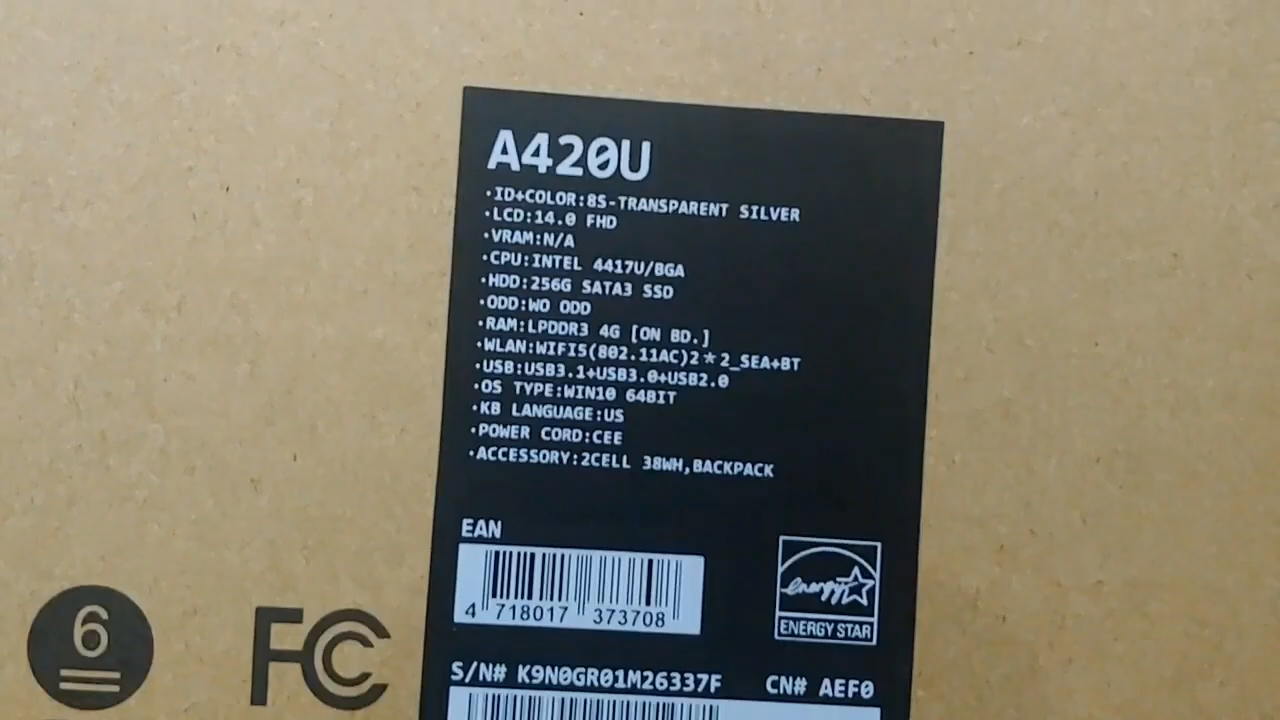 A420U
·ID+COLOR:8S-TRANSPARENT SILVER
·LCD:14.0 FHD
·VRAM:N/A
·CPU:INTEL 4417U/BGA
·HDD:256G SATA3 SSD
·ODD:WO ODD
·RAM:LPDDR3 4G [ON BD.]
·WLAN:WIFI5(802.11AC)2*2_SEA+BT
·USB:USB3.1+USB3.0+USB2.0
·OS TYPE:WIN10 64BIT
·KB LANGUAGE:US
·POWER CORD:CEE
·ACCESSORY:2CELL 38WH,BACKPACK
EAN
4 718017 373708
energy
ENERGY STAR
6
FC
S/N# K9N0GR01M26337F CN# AEF0